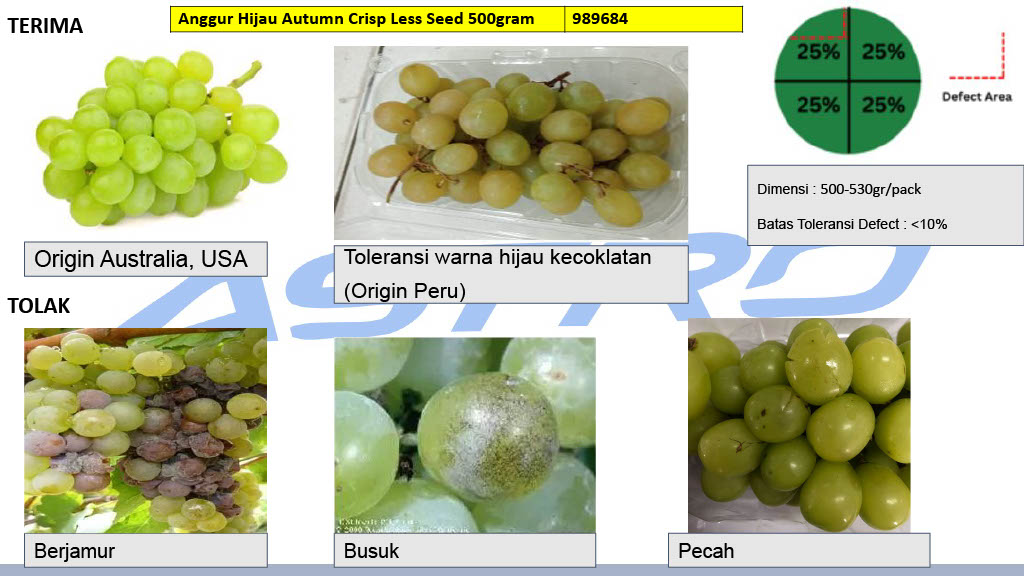 TERIMA
Anggur Hijau Autumn Crisp Less Seed 500gram 989684
25% 25%
25% 25%
Defect Area
Dimensi : 500-530gr/pack
Batas Toleransi Defect : <10%
Origin Australia, USA
Toleransi warna hijau kecoklatan
(Origin Peru)
ASTRO
TOLAK
Berjamur
Busuk
Pecah